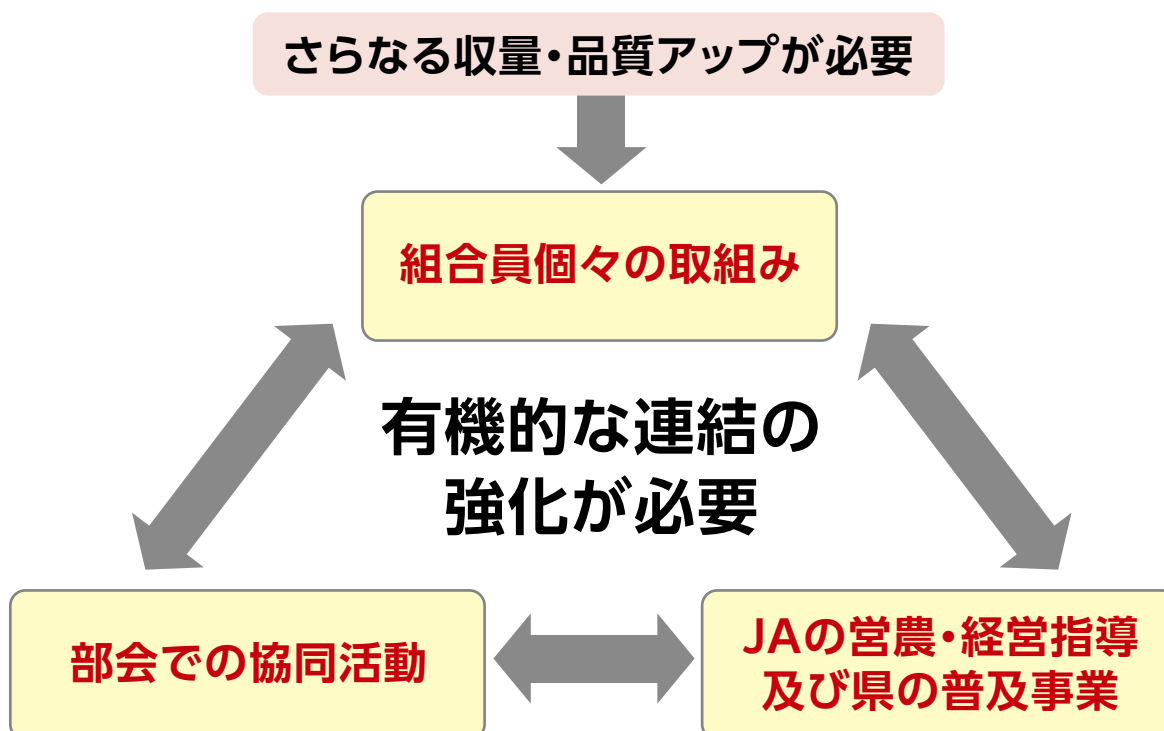 さらなる収量・品質アップが必要
組合員個々の取組み
有機的な連結の
強化が必要
部会での協同活動
JAの営農・経営指導
及び県の普及事業